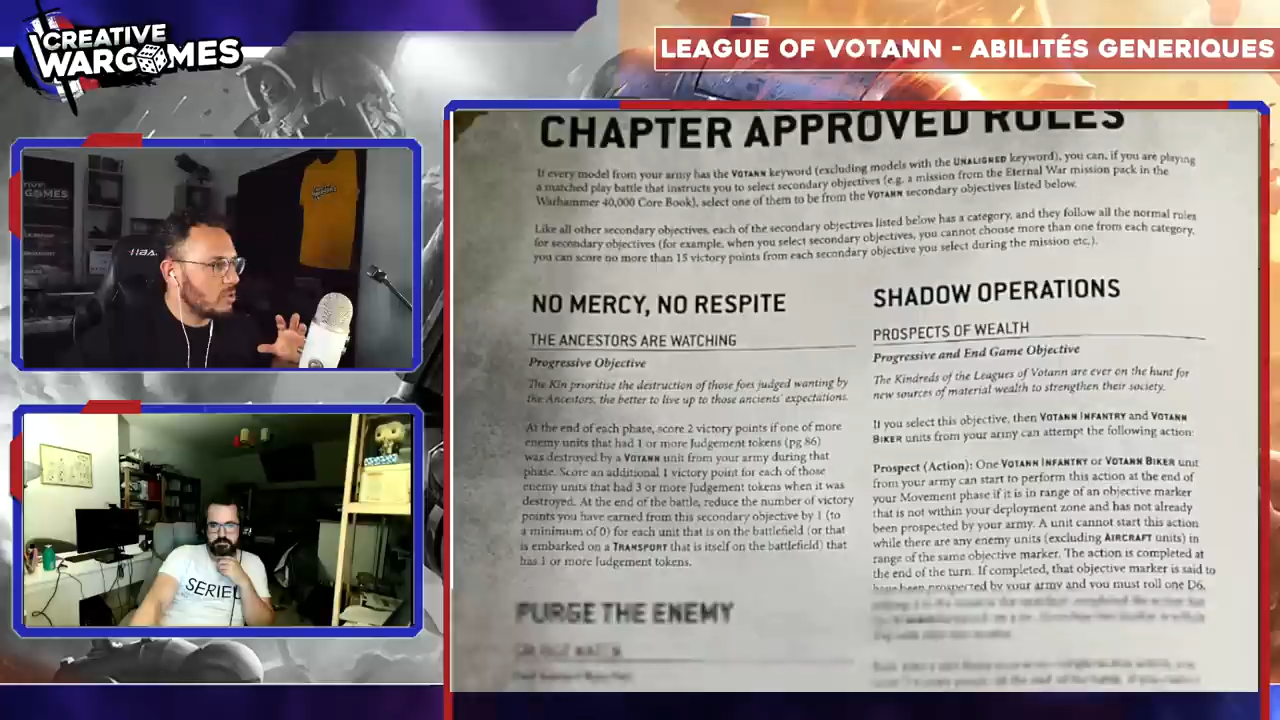 CREATIVE
WARGAMES
LEAGUE OF VOTANN - ABILITÉS GENERIQUES
CHAPTER APPROVED RULES
If every model from your army has the VOTANN keyword (excluding models with the UNALIGNED keyword), you can, if you are playing
a matched play battle that instructs you to select secondary objectives (e.g. a mission from the Eternal War mission pack in the
Warhammer 40,000 Core Book), select one of them to be from the VOTANN secondary objectives listed below.
Like all other secondary objectives, each of the secondary objectives listed below has a category, and they follow all the normal rules
for secondary objectives (for example, when you select secondary objectives, you cannot choose more than one from each category,
you can score no more than 15 victory points from each secondary objective you select during the mission etc.).
NO MERCY, NO RESPITE
THE ANCESTORS ARE WATCHING
Progressive Objective
The Kin prioritise the destruction of those foes judged wanting by
the Ancestors, the better to live up to those ancients' expectations.
At the end of each phase, score 2 victory points if one of more
enemy units that had 1 or more Judgement tokens (pg 86)
was destroyed by a VOTANN unit from your army during that
phase. Score an additional 1 victory point for each of those
enemy units that had 3 or more Judgement tokens when it was
destroyed. At the end of the battle, reduce the number of victory
points you have earned from this secondary objective by 1 (to
a minimum of 0) for each unit that is on the battlefield (or that
is embarked on a TRANSPORT that is itself on the battlefield) that
has 1 or more Judgement tokens.
PURGE THE ENEMY
SHADOW OPERATIONS
PROSPECTS OF WEALTH
Progressive and End Game Objective
The Kindreds of the Leagues of Votann are ever on the hunt for
new sources of material wealth to strengthen their society.
If you select this objective, then VOTANN INFANTRY and VOTANN
BIKER units from your army can attempt the following action:
Prospect (Action): One VOTANN INFANTRY or VOTANN BIKER unit
from your army can start to perform this action at the end of
your Movement phase if it is in range of an objective marker
that is not within your deployment zone and has not already
been prospected by your army. A unit cannot start this action
while there are any enemy units (excluding AIRCRAFT units) in
range of the same objective marker. The action is completed at
the end of the turn. If completed, that objective marker is said to
have been prospected by your army and you must roll one D6,
SERIEL